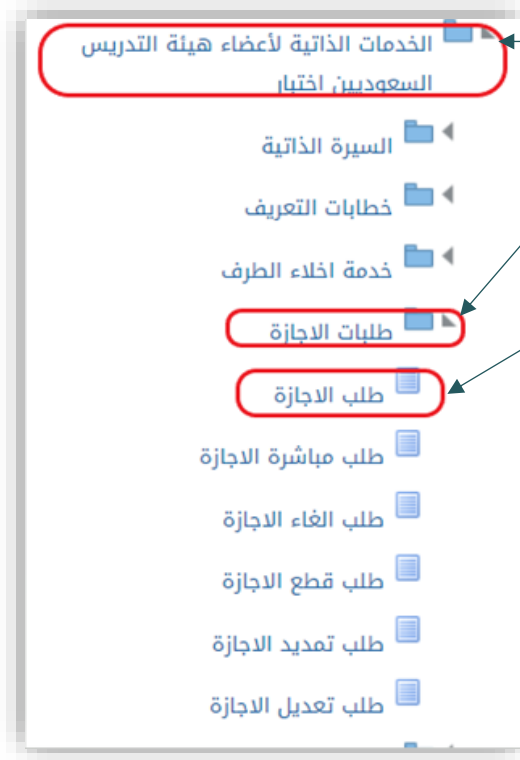 الخدمات الذاتية لأعضاء هيئة التدريس
السعوديين اختبار
السيرة الذاتية
خطابات التعريف
خدمة اخلاء الطرف
طلبات الاجازة
طلب الاجازة
طلب مباشرة الاجازة
طلب الغاء الاجازة
طلب قطع الاجازة
طلب تمديد الاجازة
طلب تعديل الاجازة